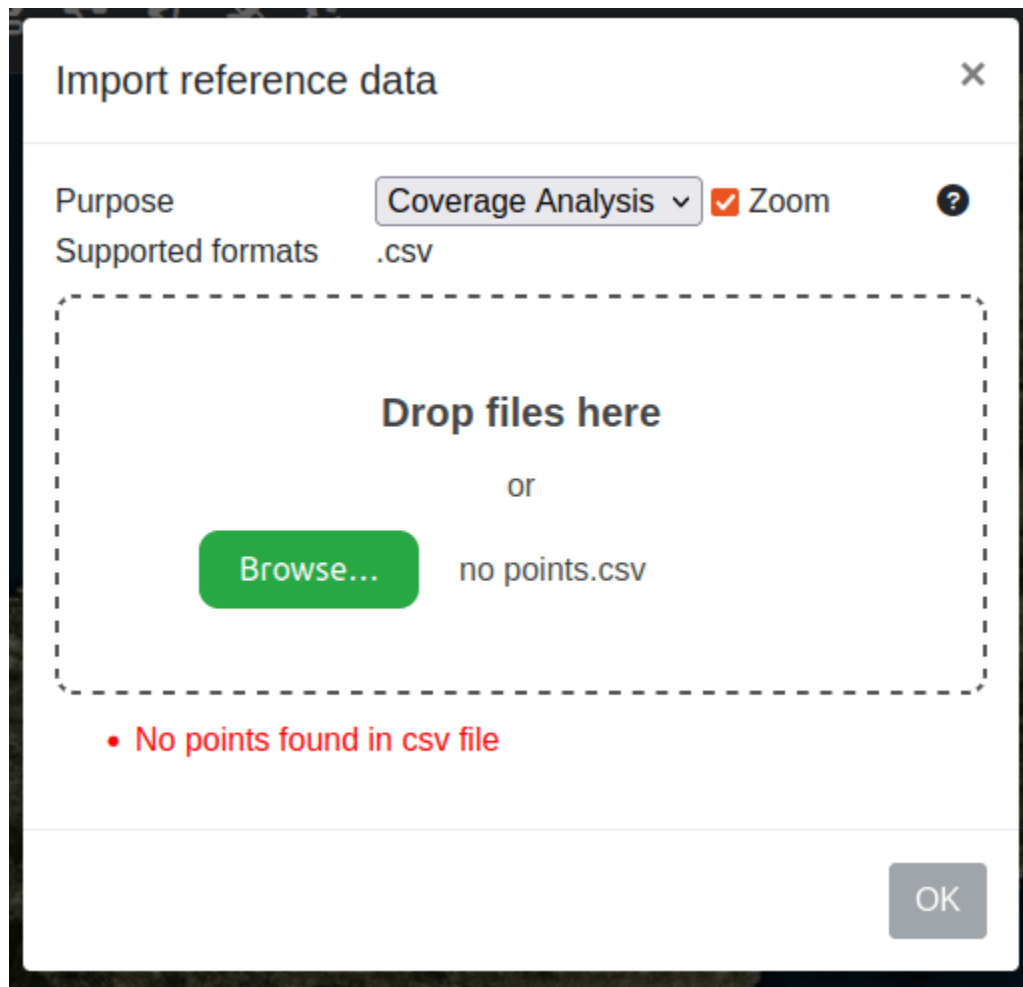 Import reference data ×
Purpose Coverage Analysis Zoom ?
Supported formats .csv
Drop files here
or
Browse... no points.csv
• No points found in csv file
OK